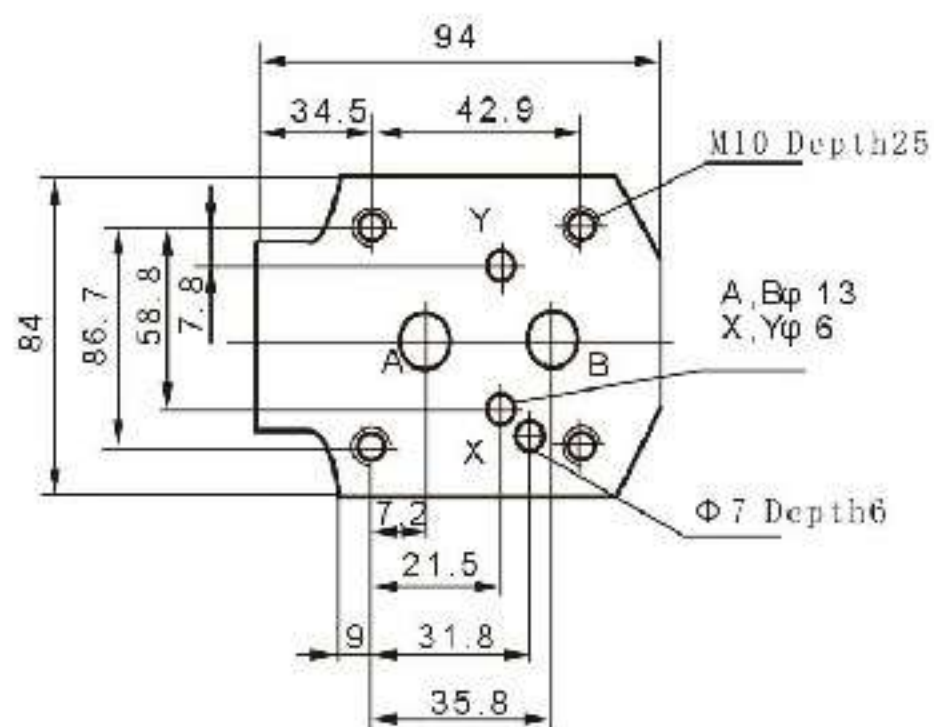 94
34.5
42.9
M10 Depth25
Y
84
86.7
58.8
7.8
A,Bφ 13
X,Yφ 6
A
B
X
7.2
Φ7 Depth6
21.5
9
31.8
35.8